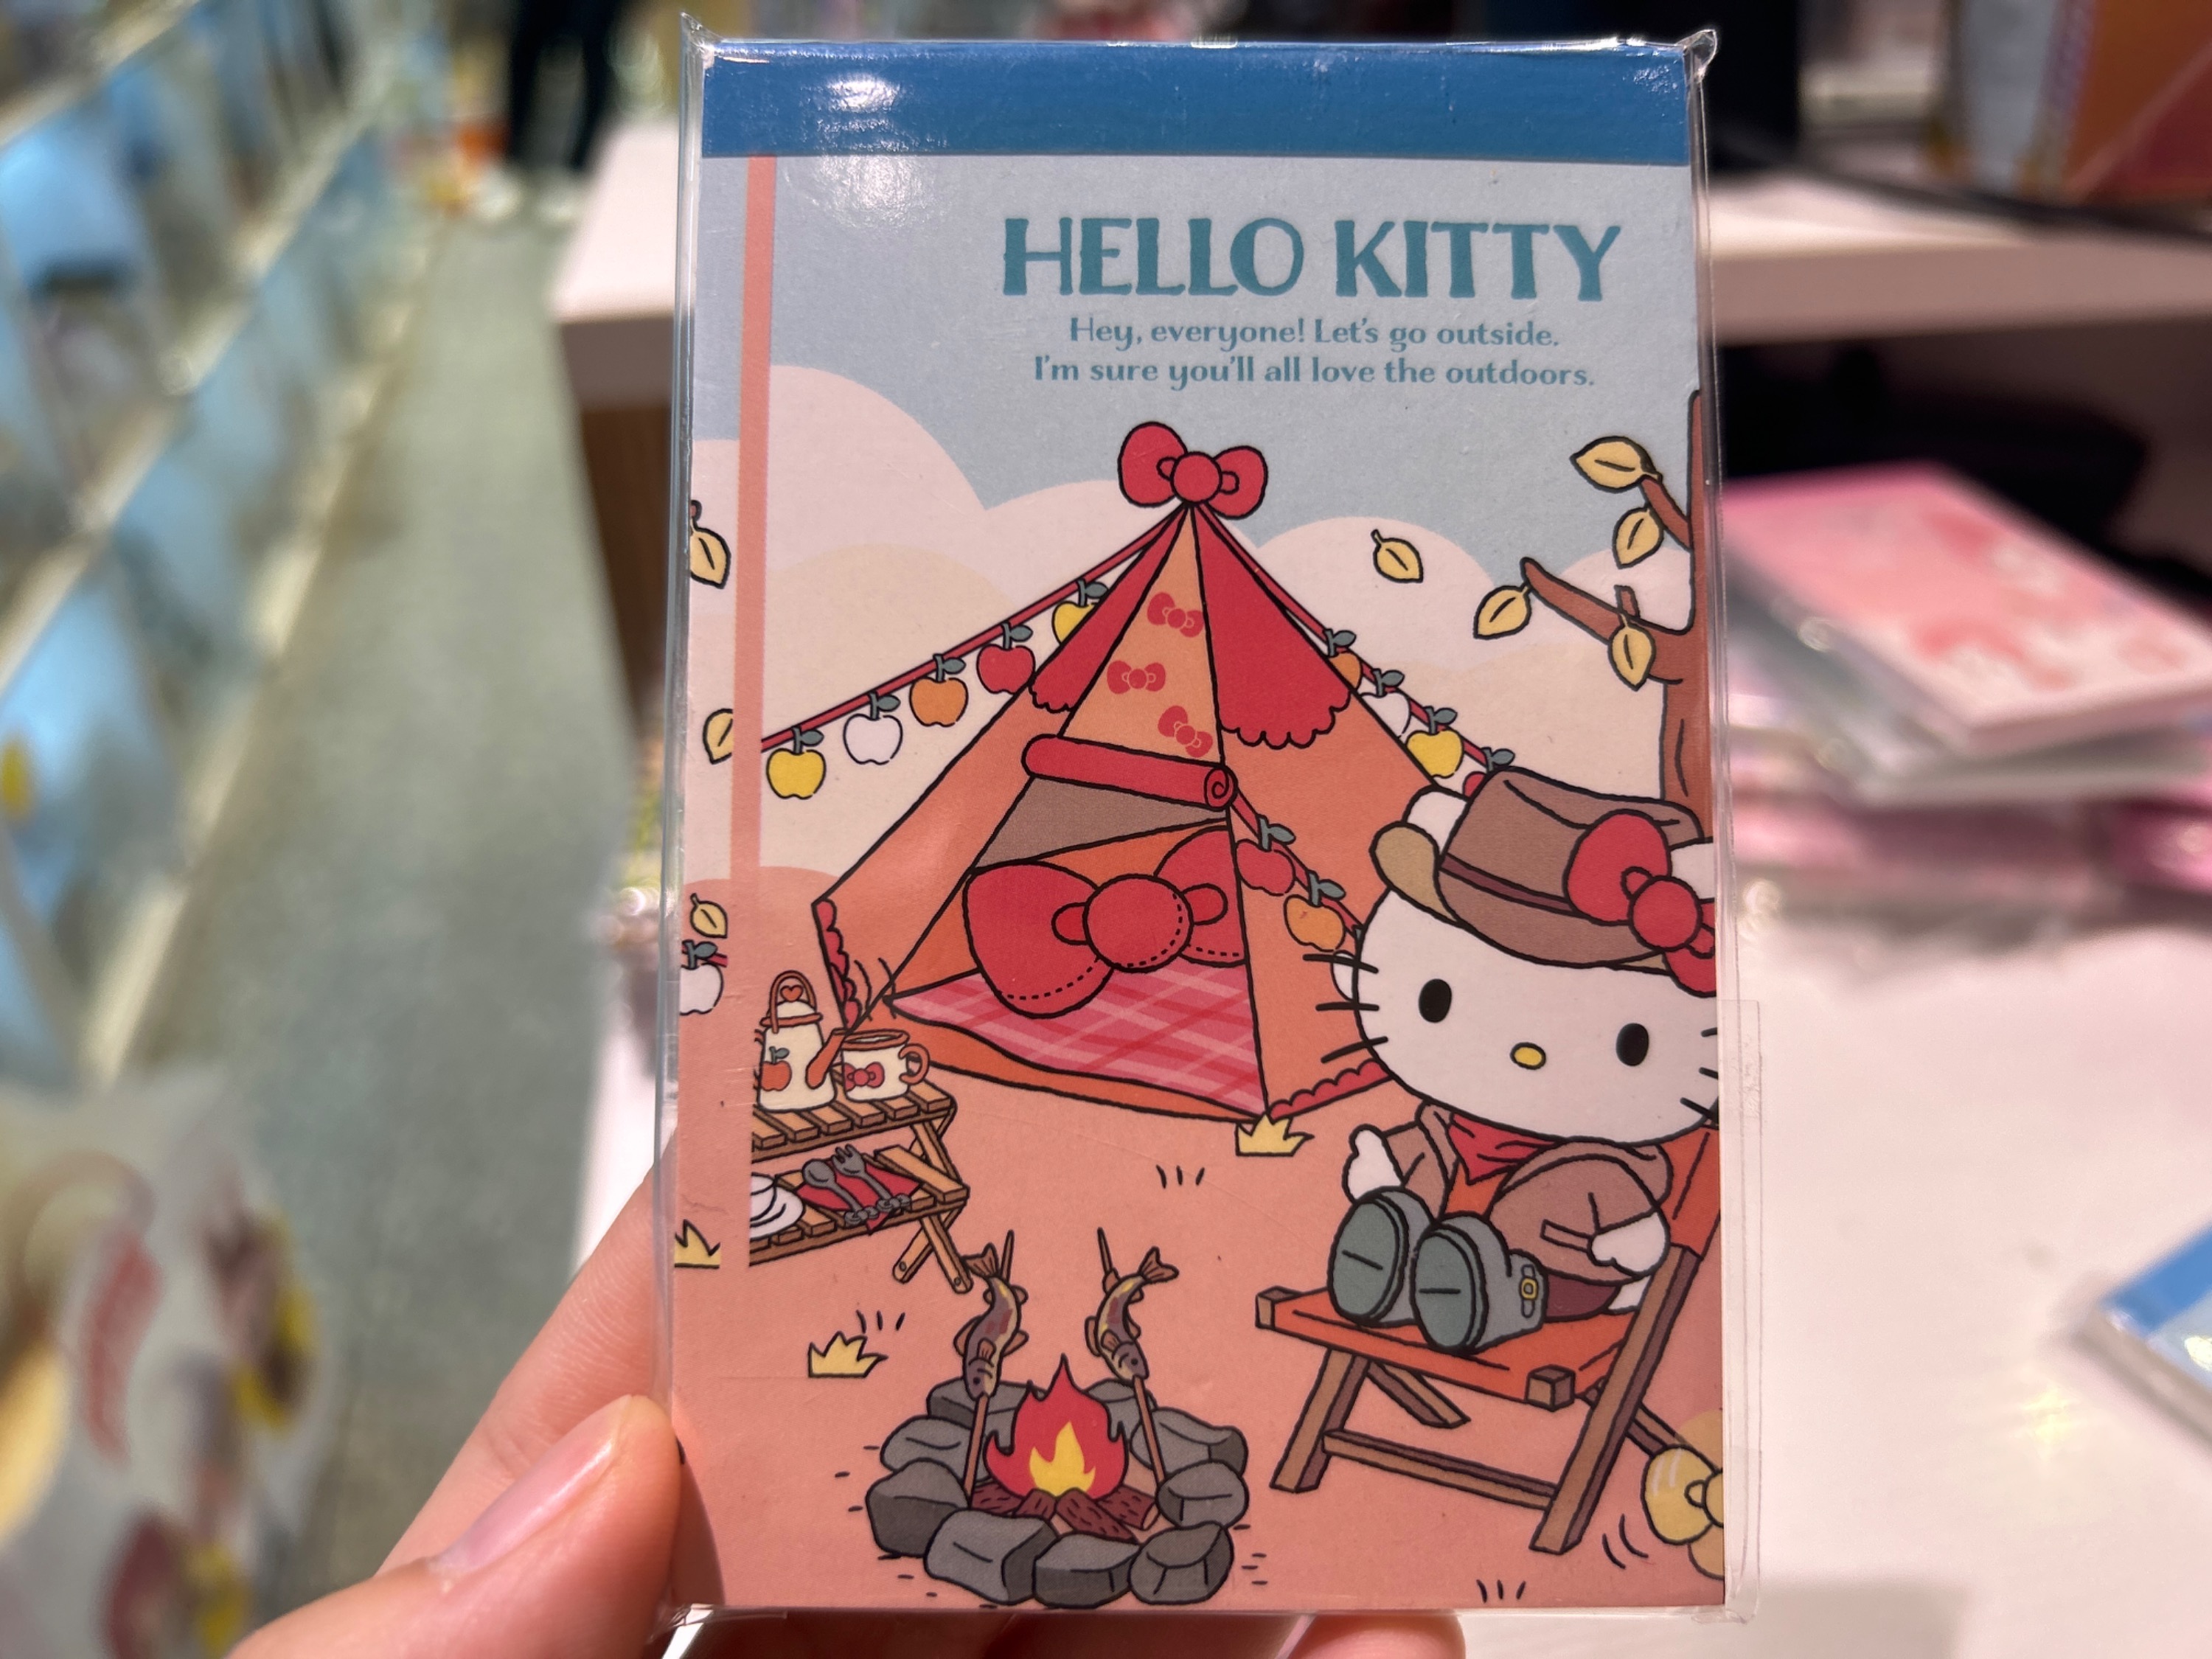 HELLO KITTY
Hey, everyone! Let's go outside.
I'm sure you'll all love the outdoors.